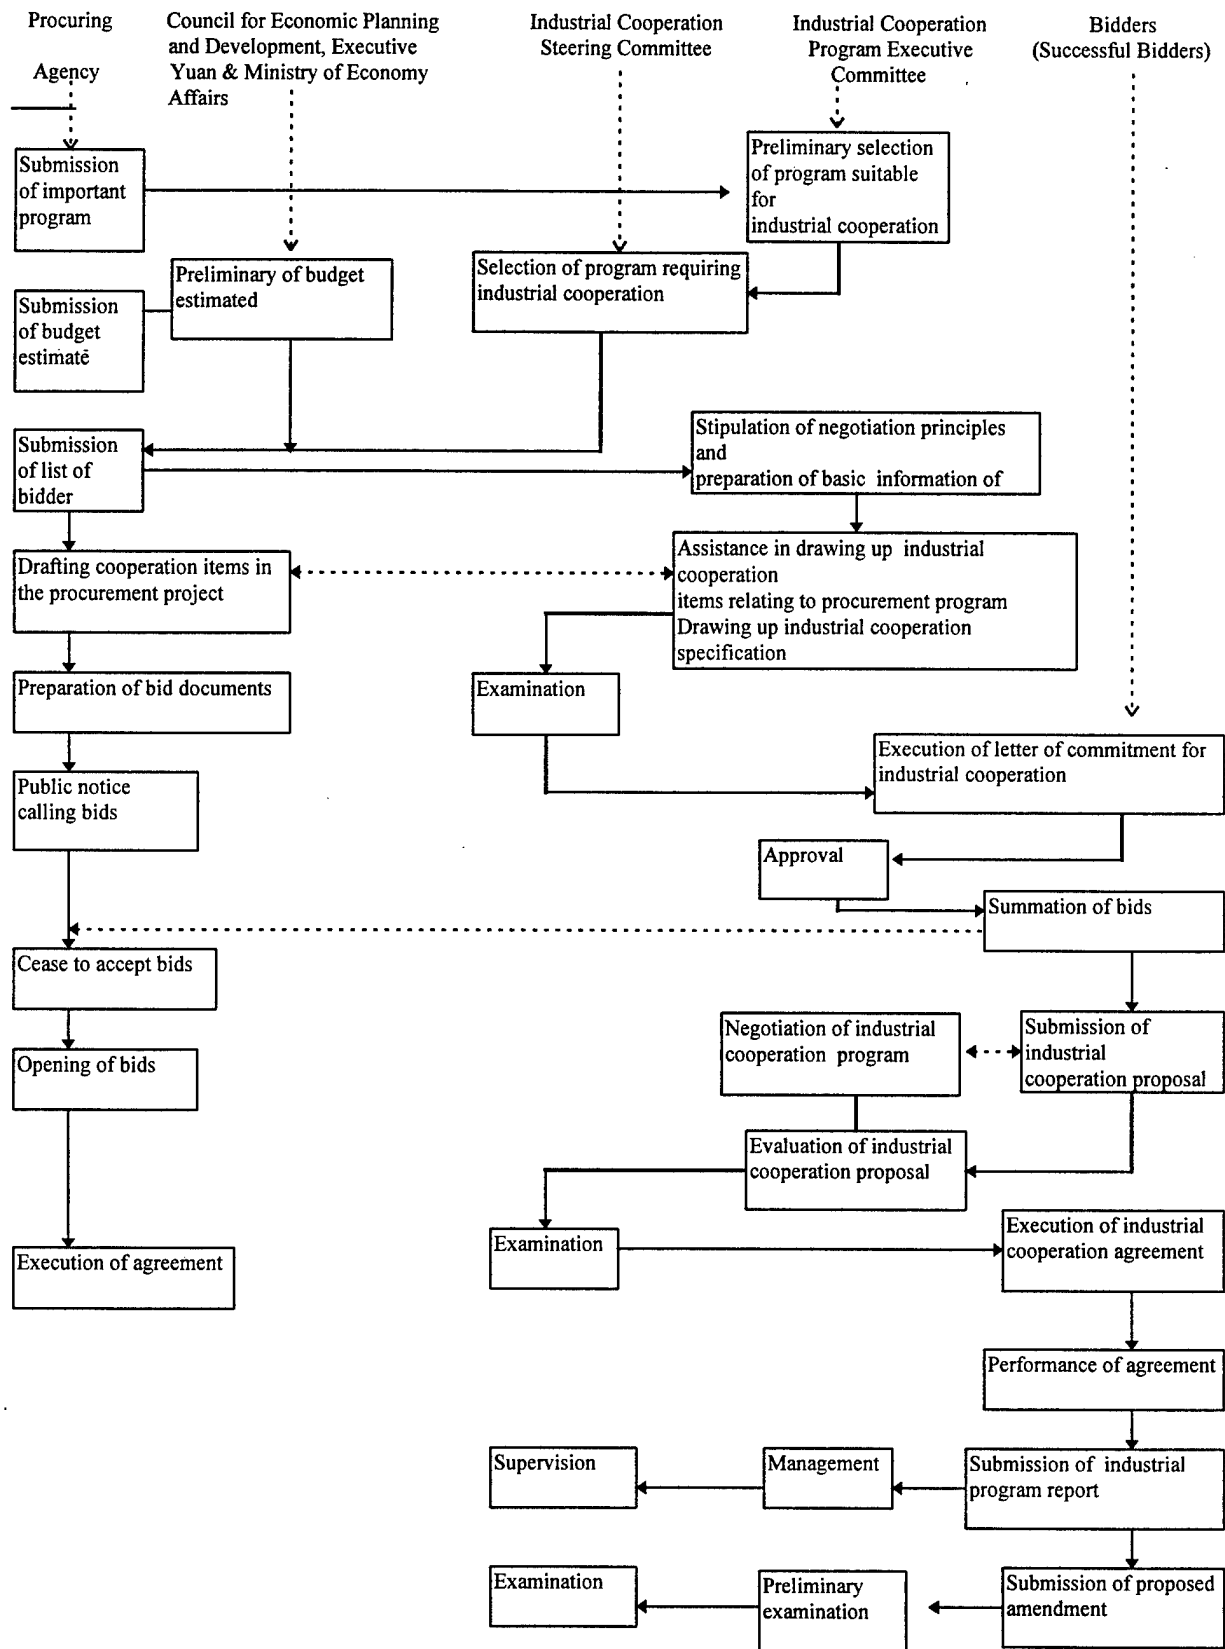 Procuring
Agency
Council for Economic Planning
and Development, Executive
Yuan & Ministry of Economy
Affairs
Industrial Cooperation
Steering Committee
Industrial Cooperation
Program Executive
Committee
Bidders
(Successful Bidders)
Submission
of important
program
Preliminary selection
of program suitable
for
industrial cooperation
Preliminary of budget
estimated
Selection of program requiring
industrial cooperation
Submission
of budget
estimate
Submission
of list of
bidder
Stipulation of negotiation principles
and
preparation of basic information of
Drafting cooperation items in
the procurement project
Assistance in drawing up industrial
cooperation
items relating to procurement program
Drawing up industrial cooperation
specification
Preparation of bid documents
Examination
Execution of letter of commitment for
industrial cooperation
Public notice
calling bids
Approval
Summation of bids
Cease to accept bids
Negotiation of industrial
cooperation program
Submission of
industrial
cooperation proposal
Opening of bids
Evaluation of industrial
cooperation proposal
Examination
Execution of industrial
cooperation agreement
Execution of agreement
Performance of agreement
Supervision
Management
Submission of industrial
program report
Examination
Preliminary
examination
Submission of proposed
amendment